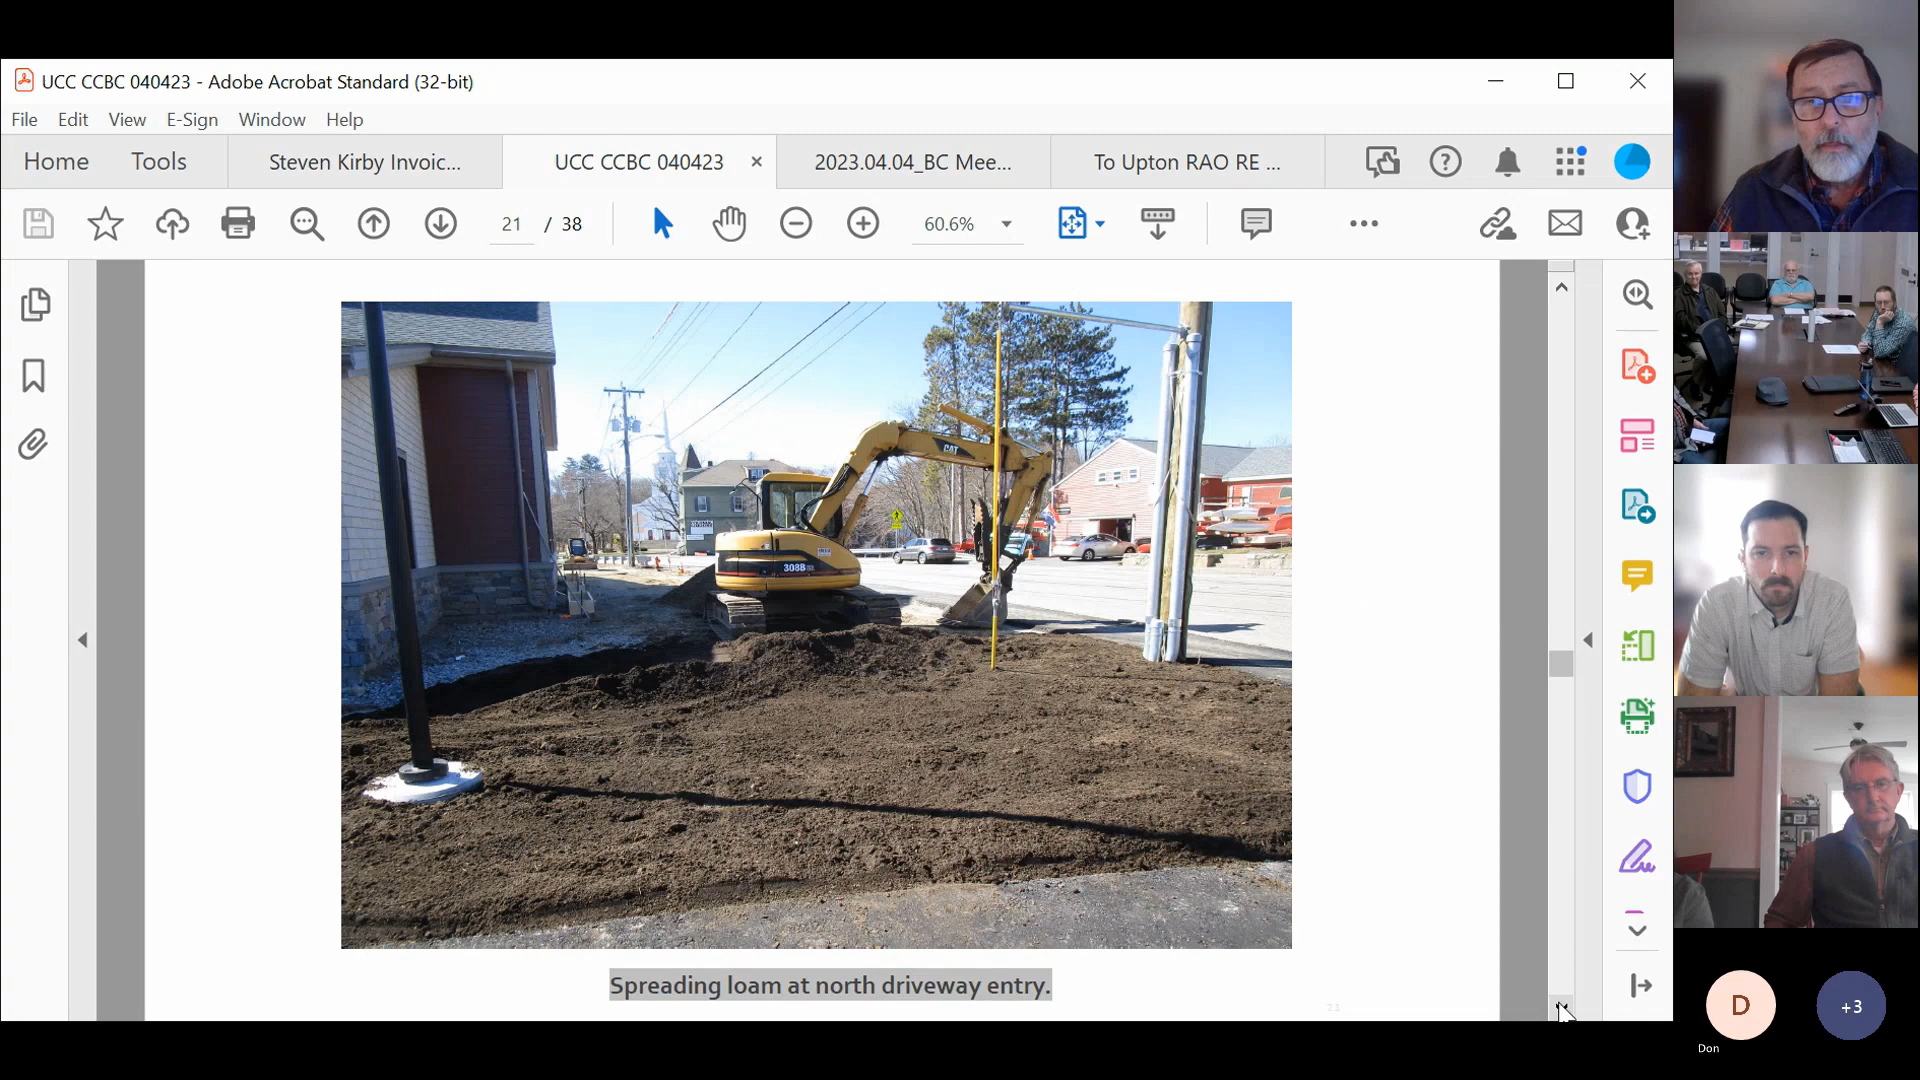 UCC CCBC 040423 - Adobe Acrobat Standard (32-bit)
File Edit View E-Sign Window Help
Home Tools Steven Kirby Invoic... UCC CCBC 040423 × 2023.04.04_BC Mee... To Upton RAO RE ...
21 / 38 60.6%
CAT
308B
Spreading loam at north driveway entry.
21
D
+3
Don